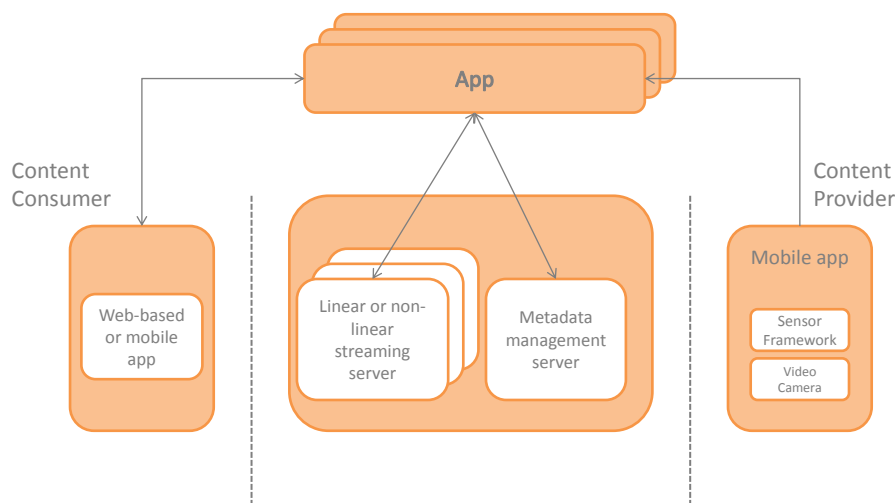 App
Content
Consumer
Content
Provider
Web-based
or mobile
app
Linear or non-
linear
streaming
server
Metadata
management
server
Mobile app
Sensor
Framework
Video
Camera